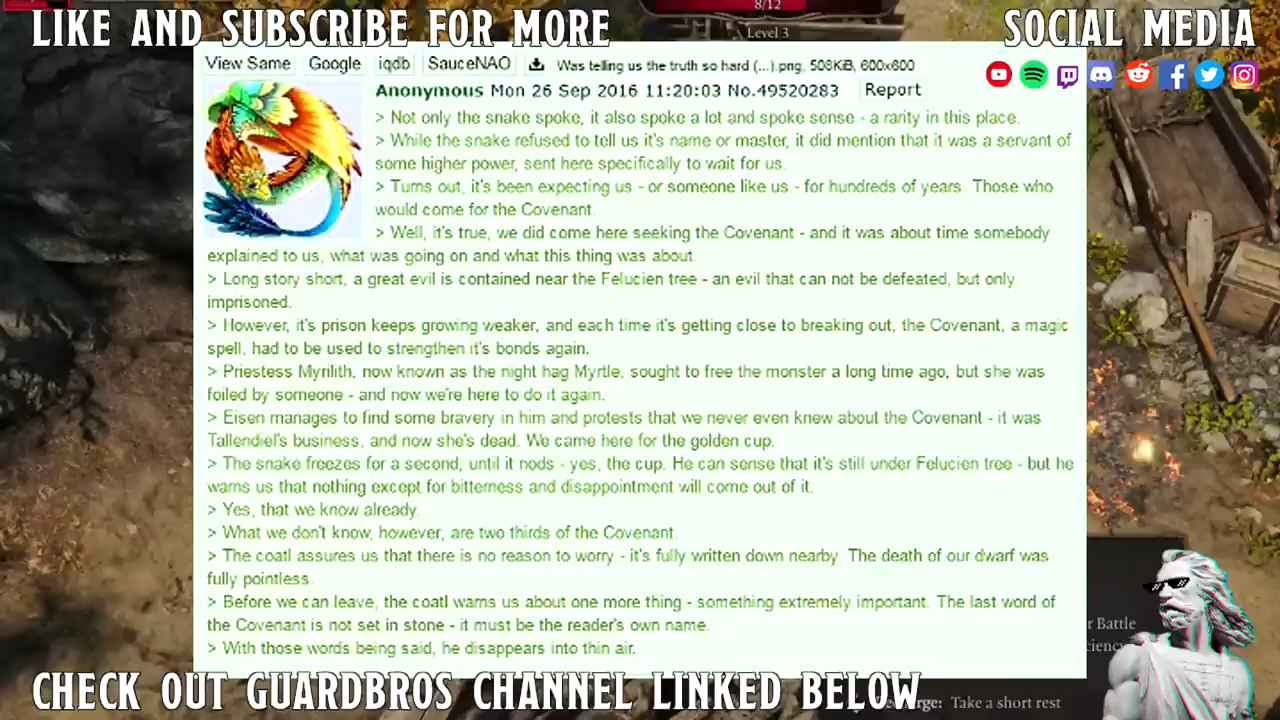 8/12
Level 3
LIKE AND SUBSCRIBE FOR MORE
SOCIAL MEDIA
View Same Google iqdb SauceNAO Was telling us the truth so hard (...).png, 508KiB, 600x600
Anonymous Mon 26 Sep 2016 11:20:03 No.49520283 Report
> Not only the snake spoke, it also spoke a lot and spoke sense - a rarity in this place.
> While the snake refused to tell us it's name or master, it did mention that it was a servant of
some higher power, sent here specifically to wait for us.
> Turns out, it's been expecting us - or someone like us - for hundreds of years. Those who
would come for the Covenant.
> Well, it's true, we did come here seeking the Covenant - and it was about time somebody
explained to us, what was going on and what this thing was about.
> Long story short, a great evil is contained near the Felucien tree - an evil that can not be defeated, but only
imprisoned.
> However, it's prison keeps growing weaker, and each time it's getting close to breaking out, the Covenant, a magic
spell, had to be used to strengthen it's bonds again.
> Priestess Myrilith, now known as the night hag Myrtle, sought to free the monster a long time ago, but she was
foiled by someone - and now we're here to do it again.
> Eisen manages to find some bravery in him and protests that we never even knew about the Covenant - it was
Tallendiel's business, and now she's dead. We came here for the golden cup.
> The snake freezes for a second, until it nods - yes, the cup. He can sense that it's still under Felucien tree - but he
warns us that nothing except for bitterness and disappointment will come out of it.
> Yes, that we know already.
> What we don't know, however, are two thirds of the Covenant.
> The coatl assures us that there is no reason to worry - it's fully written down nearby. The death of our dwarf was
fully pointless.
> Before we can leave, the coatl warns us about one more thing - something extremely important. The last word of
the Covenant is not set in stone - it must be the reader's own name.
> With those words being said, he disappears into thin air.
r Battle
ciency
CHECK OUT GUARDBROS CHANNEL LINKED BELOW
Take a short rest